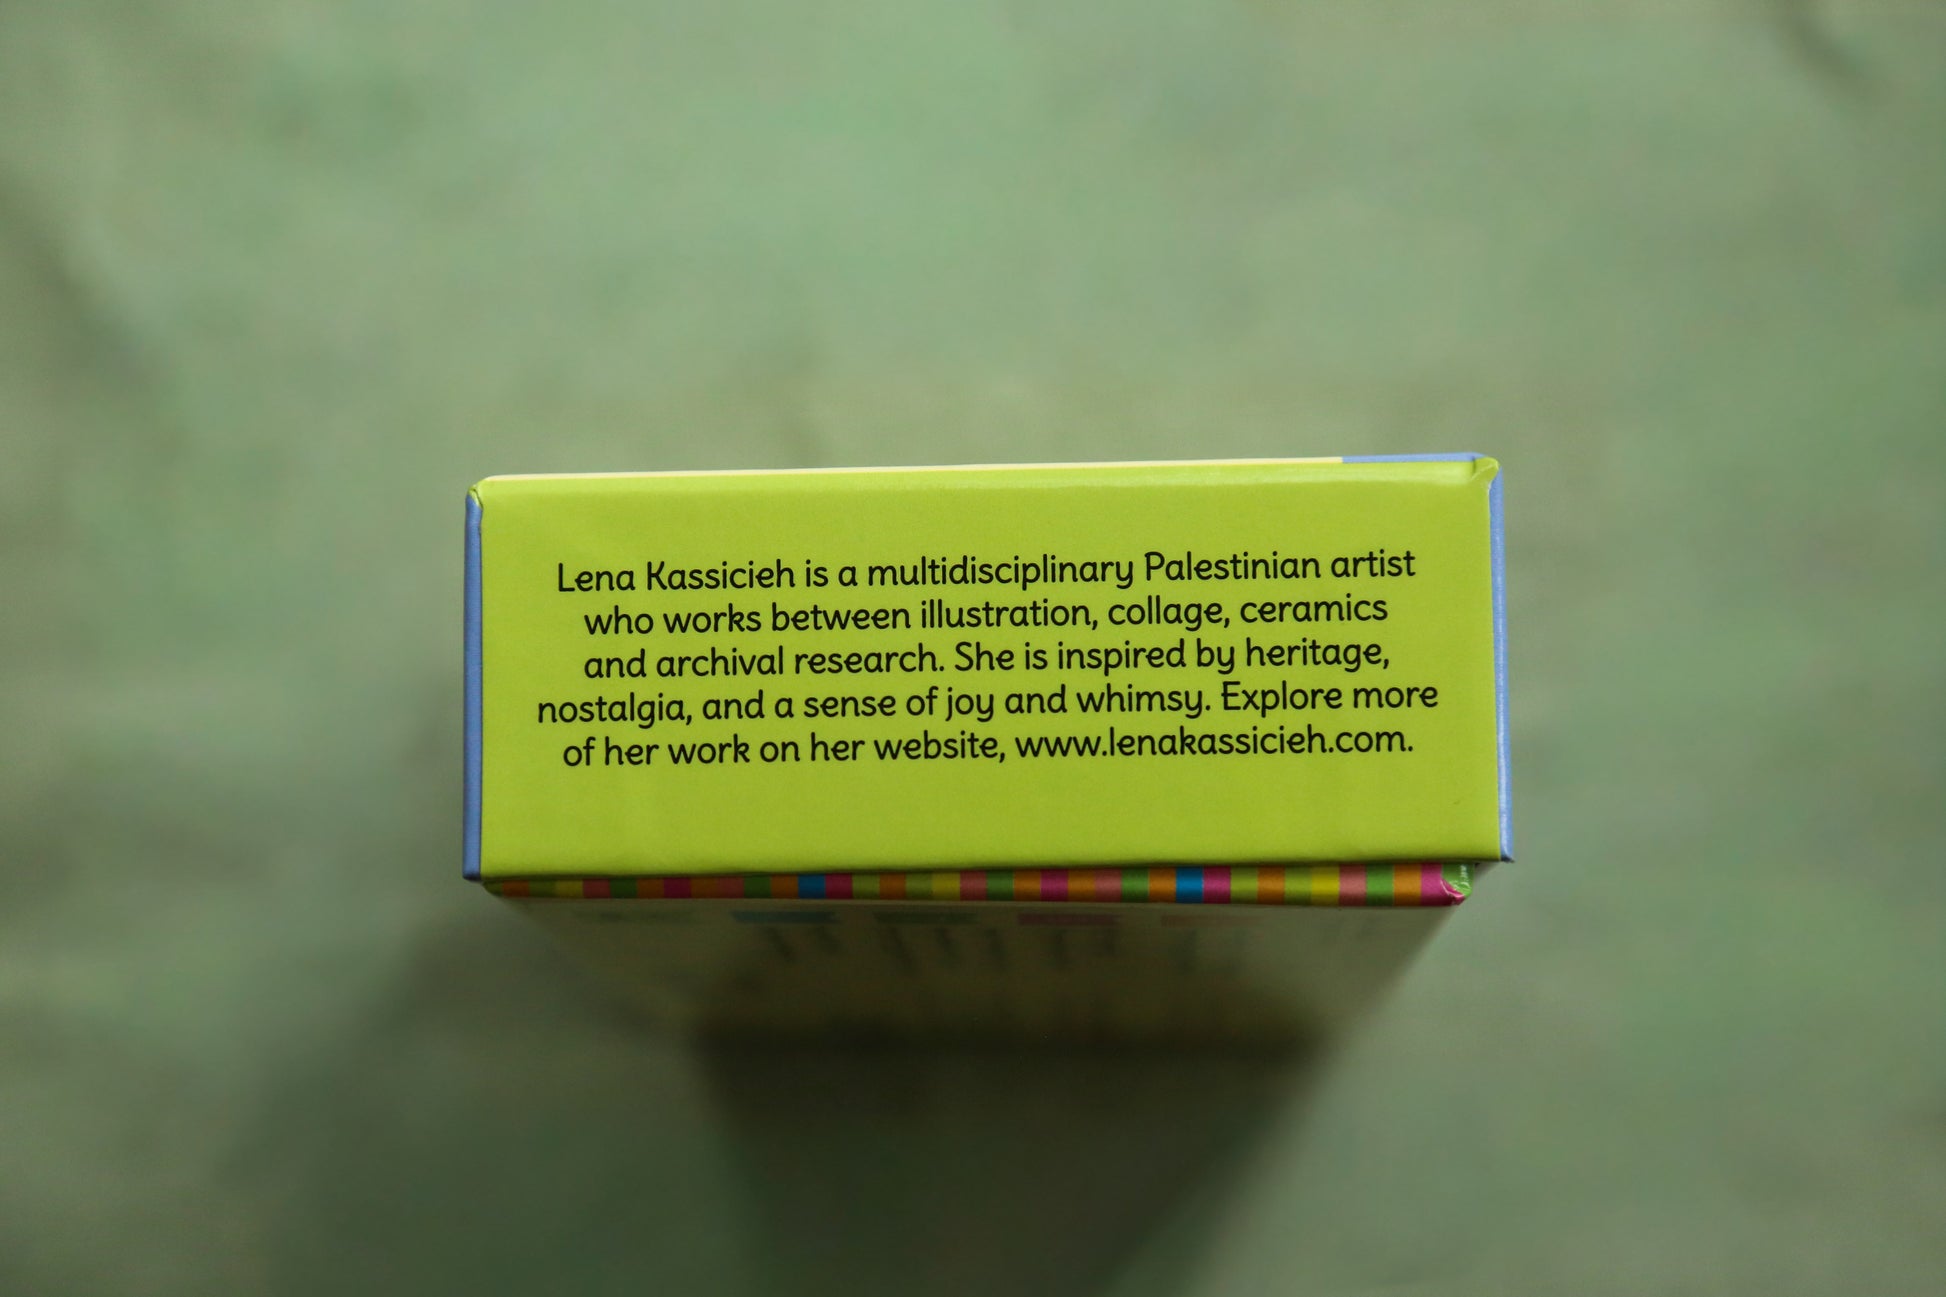 Lena Kassicieh is a multidisciplinary Palestinian artist
who works between illustration, collage, ceramics
and archival research. She is inspired by heritage,
nostalgia, and a sense of joy and whimsy. Explore more
of her work on her website, www.lenakassicieh.com.